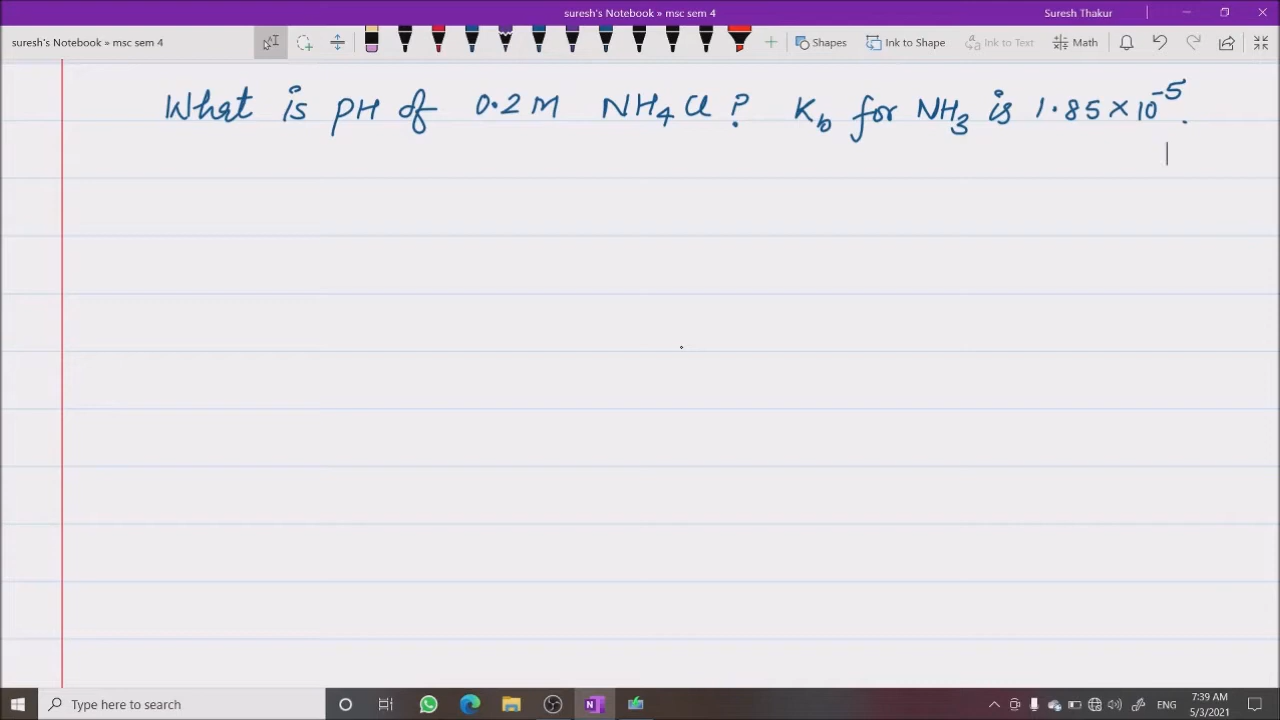 suresh's Notebook » msc sem 4
Suresh Thakur
suresh's Notebook » msc sem 4
Shapes
Ink to Shape
Ink to Text
Math
What is pH of 0.2 M NH4Cl? Kb for NH3 is 1.85×10-5.
Type here to search
ENG
7:39 AM
5/3/2021